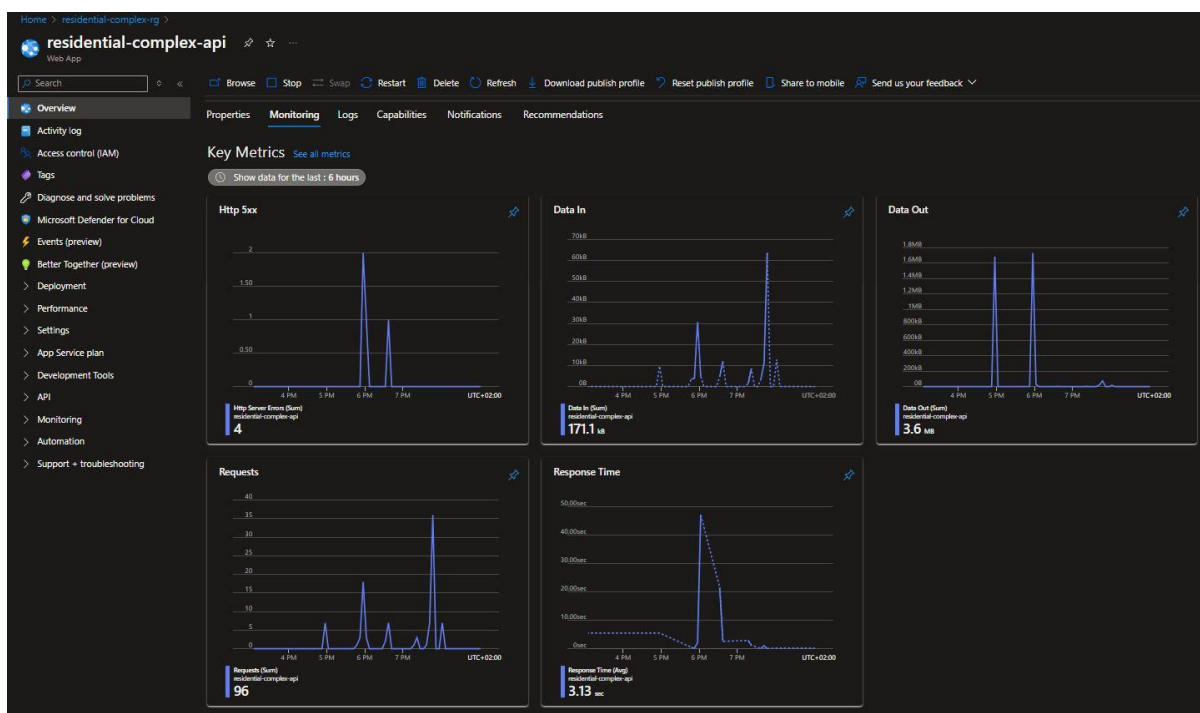 Home > residential-complex-rg >
residential-complex-api
Web App
Search
Browse Stop Swap Restart Delete Refresh Download publish profile Reset publish profile Share to mobile Send us your feedback
Overview
Activity log
Access control (IAM)
Tags
Diagnose and solve problems
Microsoft Defender for Cloud
Events (preview)
Better Together (preview)
Deployment
Performance
Settings
App Service plan
Development Tools
API
Monitoring
Automation
Support + troubleshooting
Properties Monitoring Logs Capabilities Notifications Recommendations
Key Metrics See all metrics
Show data for the last : 6 hours
Http 5xx
2
1.50
1
0.50
0
4 PM 5 PM 6 PM 7 PM UTC+02:00
Http Server Errors (Sum)
residential-complex-api
4
Data In
70kB
60kB
50kB
40kB
30kB
20kB
10kB
0B
4 PM 5 PM 6 PM 7 PM UTC+02:00
Data In (Sum)
residential-complex-api
171.1 kB
Data Out
1.8MB
1.6MB
1.4MB
1.2MB
1MB
800kB
600kB
400kB
200kB
0B
4 PM 5 PM 6 PM 7 PM UTC+02:00
Data Out (Sum)
residential-complex-api
3.6 MB
Requests
40
35
30
25
20
15
10
5
0
4 PM 5 PM 6 PM 7 PM UTC+02:00
Requests (Sum)
residential-complex-api
96
Response Time
50.00sec
40.00sec
30.00sec
20.00sec
10.00sec
0sec
4 PM 5 PM 6 PM 7 PM UTC+02:00
Response Time (Avg)
residential-complex-api
3.13 sec